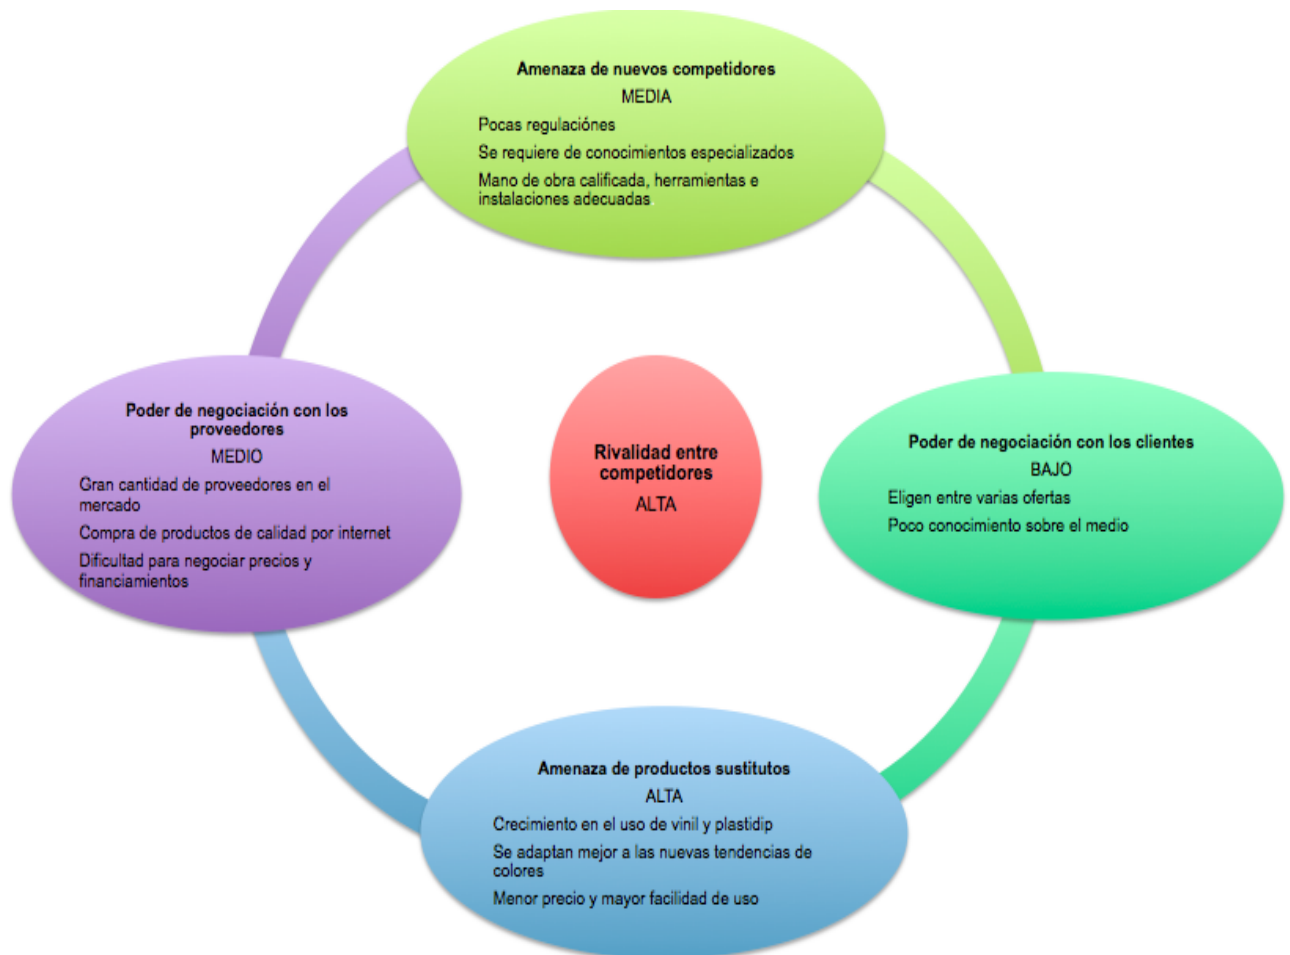 Amenaza de nuevos competidores
MEDIA
Pocas regulaciónes
Se requiere de conocimientos especializados
Mano de obra calificada, herramientas e
instalaciones adecuadas.
Poder de negociación con los
proveedores
MEDIO
Gran cantidad de proveedores en el
mercado
Compra de productos de calidad por internet
Dificultad para negociar precios y
financiamientos
Rivalidad entre
competidores
ALTA
Poder de negociación con los clientes
BAJO
Eligen entre varias ofertas
Poco conocimiento sobre el medio
Amenaza de productos sustitutos
ALTA
Crecimiento en el uso de vinil y plastidip
Se adaptan mejor a las nuevas tendencias de
colores
Menor precio y mayor facilidad de uso